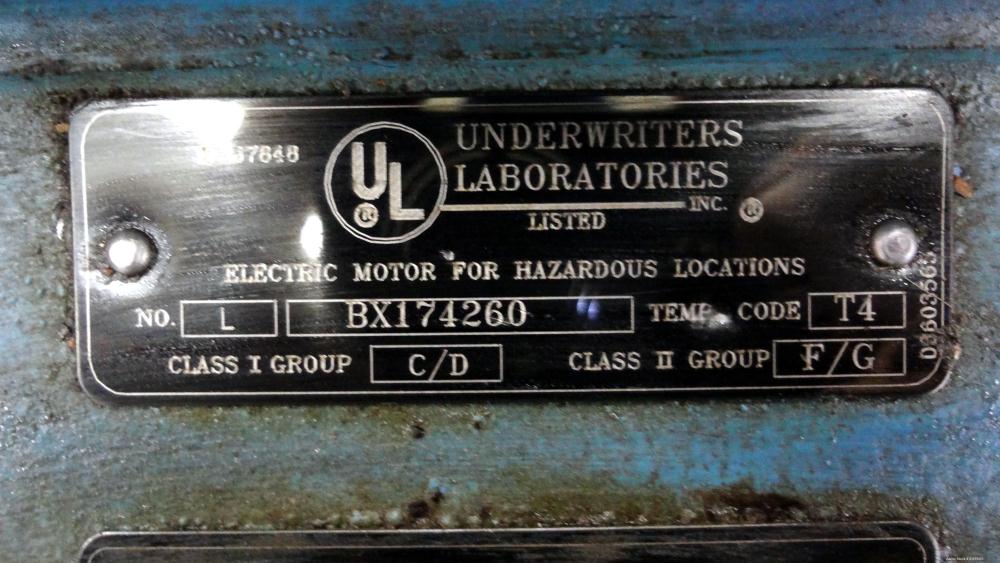 UL
®
UNDERWRITERS
LABORATORIES
INC. ®
LISTED
ELECTRIC MOTOR FOR HAZARDOUS LOCATIONS
NO. L BX174260 TEMP. CODE T4
CLASS I GROUP C/D CLASS II GROUP F/G